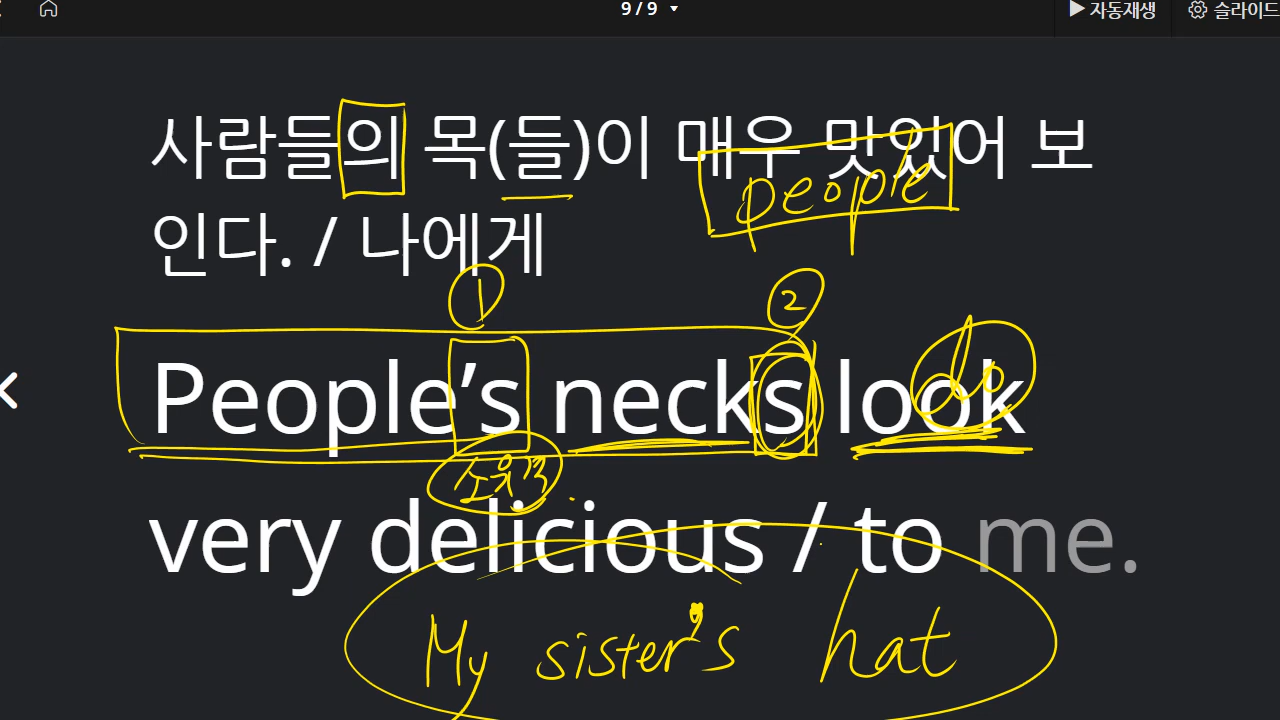 9 / 9
자동재생
슬라이드
사람들의 목(들)이 매우 맛있어 보
people
인다. / 나에게
1
2
People's necks look
do
소유격
very delicious / to me.
My sister's hat